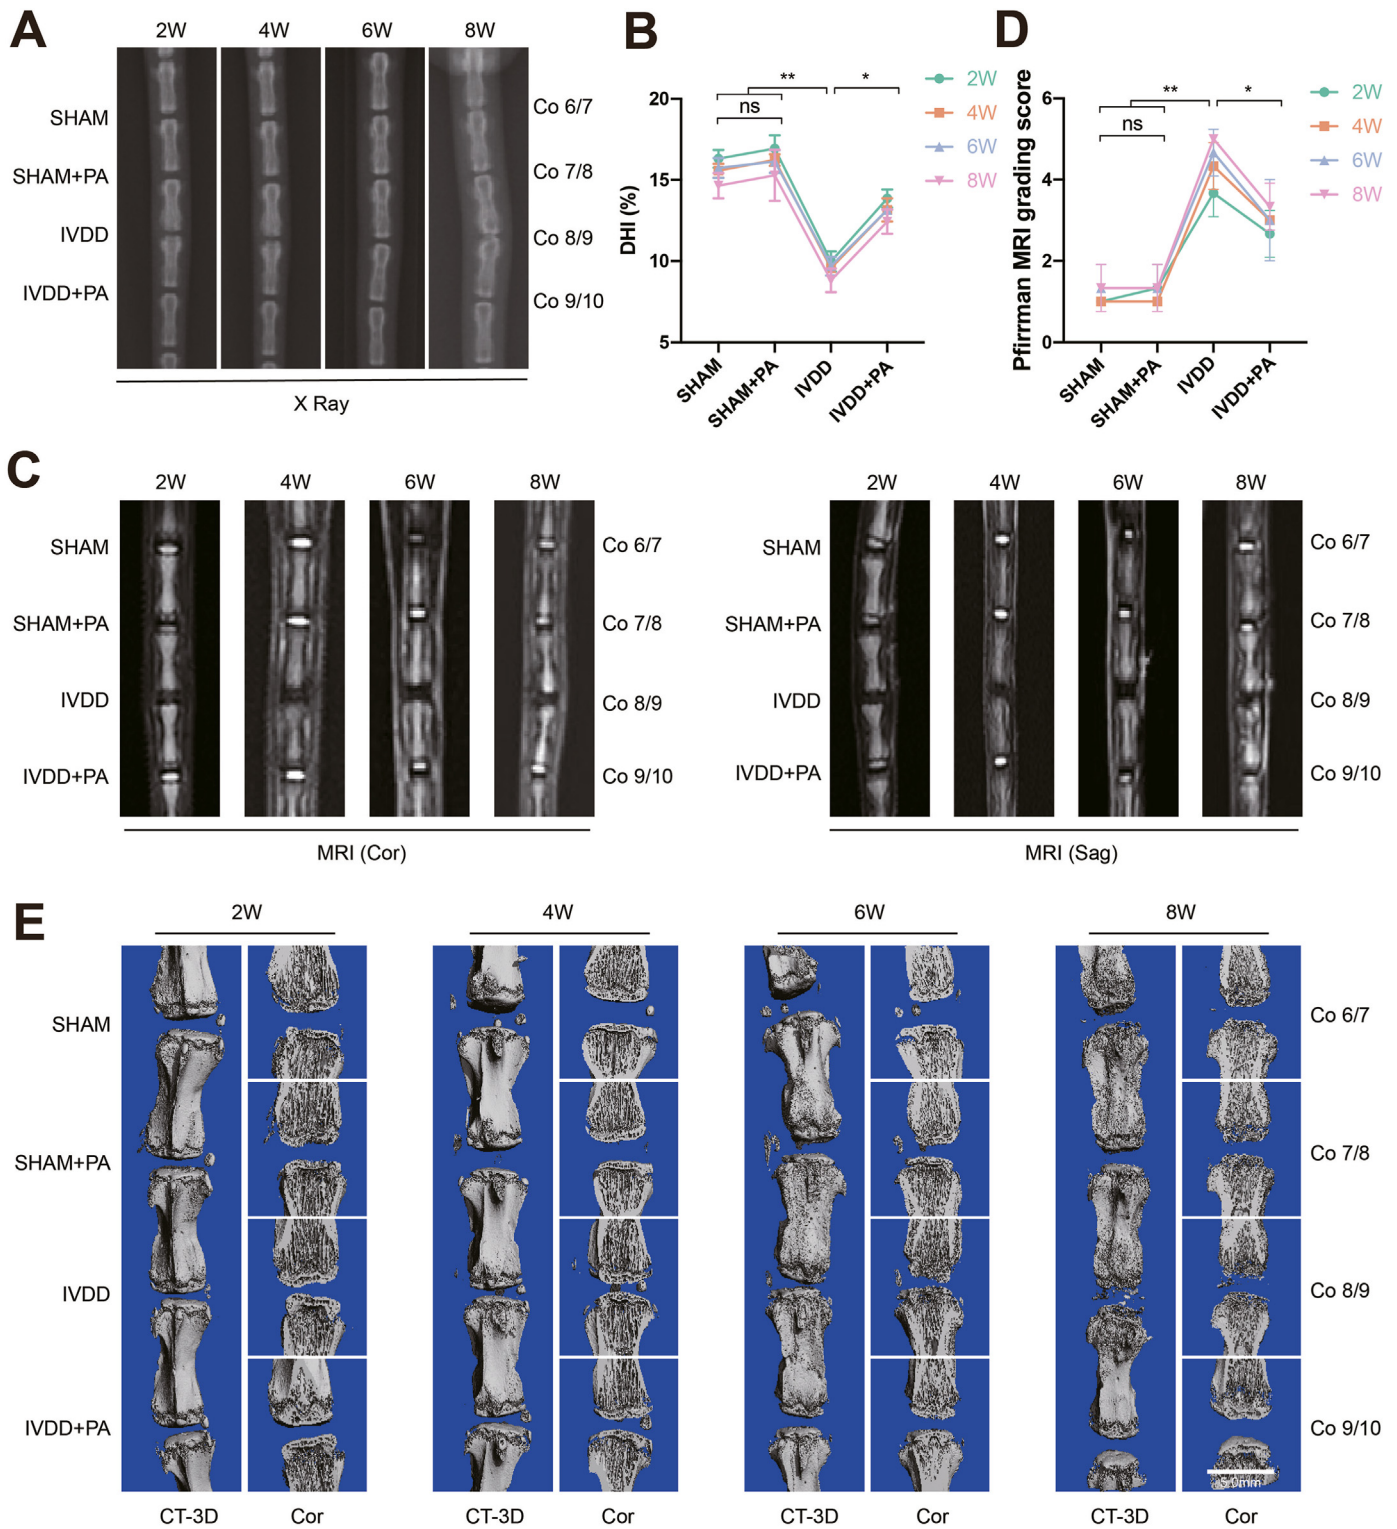 A
2W 4W 6W 8W
SHAM
SHAM+PA
IVDD
IVDD+PA
Co 6/7
Co 7/8
Co 8/9
Co 9/10
X Ray
B
DHI (%)
20
15
10
5
ns
**
*
SHAM
SHAM+PA
IVDD
IVDD+PA
2W
4W
6W
8W
D
Pfirrman MRI grading score
6
4
2
0
ns
**
*
SHAM
SHAM+PA
IVDD
IVDD+PA
2W
4W
6W
8W
C
2W 4W 6W 8W
SHAM
SHAM+PA
IVDD
IVDD+PA
Co 6/7
Co 7/8
Co 8/9
Co 9/10
MRI (Cor)
2W 4W 6W 8W
SHAM
SHAM+PA
IVDD
IVDD+PA
Co 6/7
Co 7/8
Co 8/9
Co 9/10
MRI (Sag)
E
2W 4W 6W 8W
SHAM
SHAM+PA
IVDD
IVDD+PA
Co 6/7
Co 7/8
Co 8/9
Co 9/10
5.0mm
CT-3D Cor CT-3D Cor CT-3D Cor CT-3D Cor